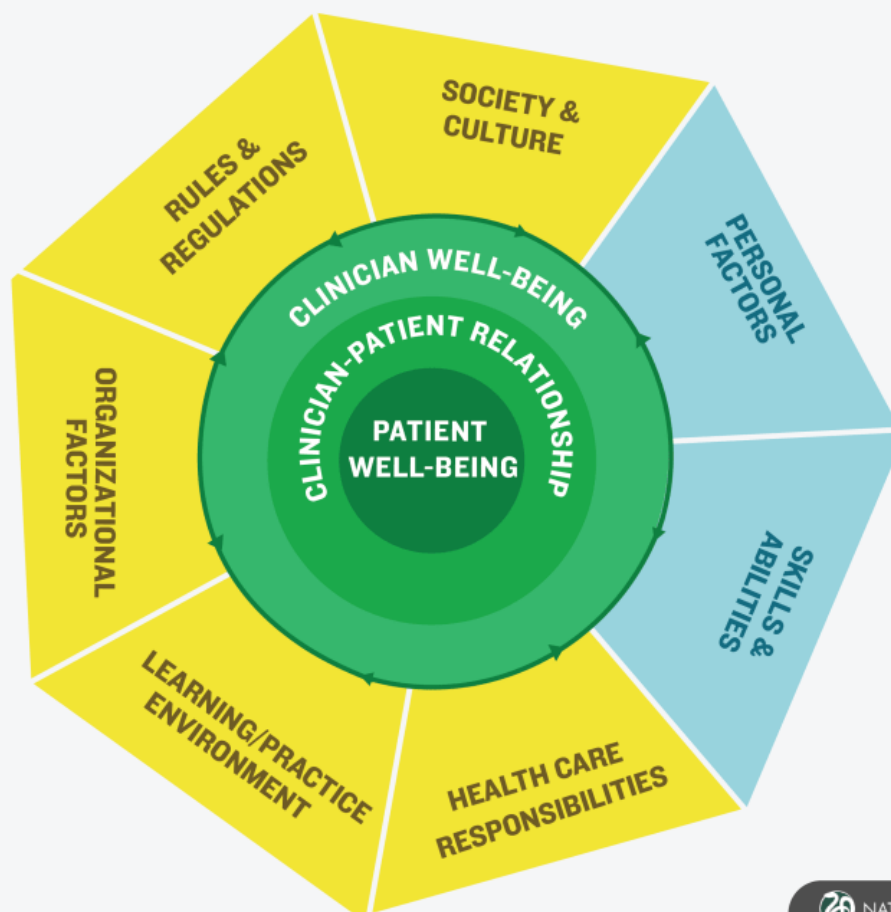 SOCIETY &
CULTURE
RULES &
REGULATIONS
PERSONAL
FACTORS
CLINICIAN WELL-BEING
CLINICIAN-PATIENT RELATIONSHIP
PATIENT
WELL-BEING
ORGANIZATIONAL
FACTORS
SKILLS &
ABILITIES
LEARNING/PRACTICE
ENVIRONMENT
HEALTH CARE
RESPONSIBILITIES